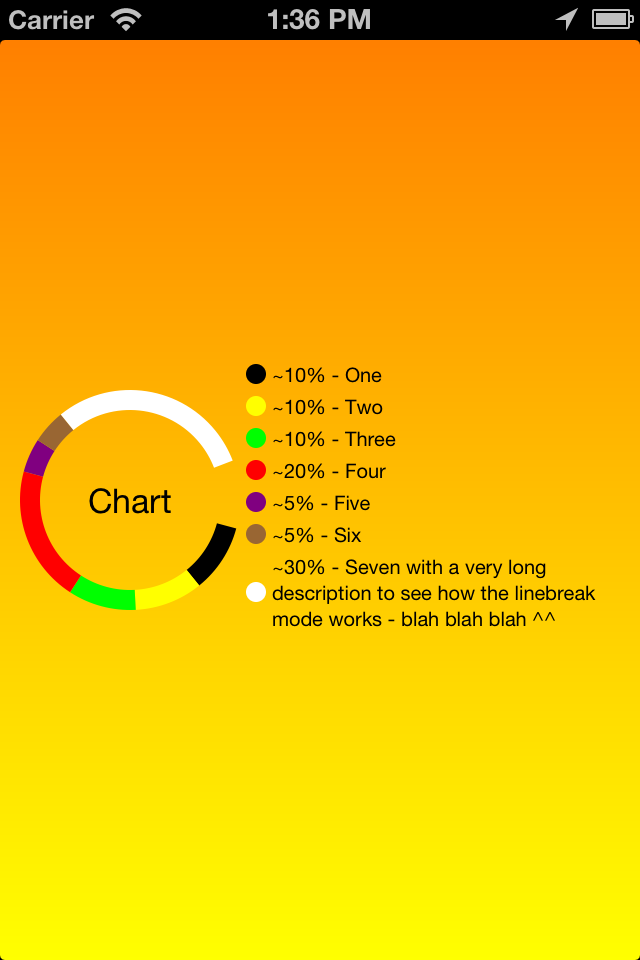 Carrier 1:36 PM
~10% - One
~10% - Two
~10% - Three
~20% - Four
~5% - Five
~5% - Six
~30% - Seven with a very long
description to see how the linebreak
mode works - blah blah blah ^^
Chart